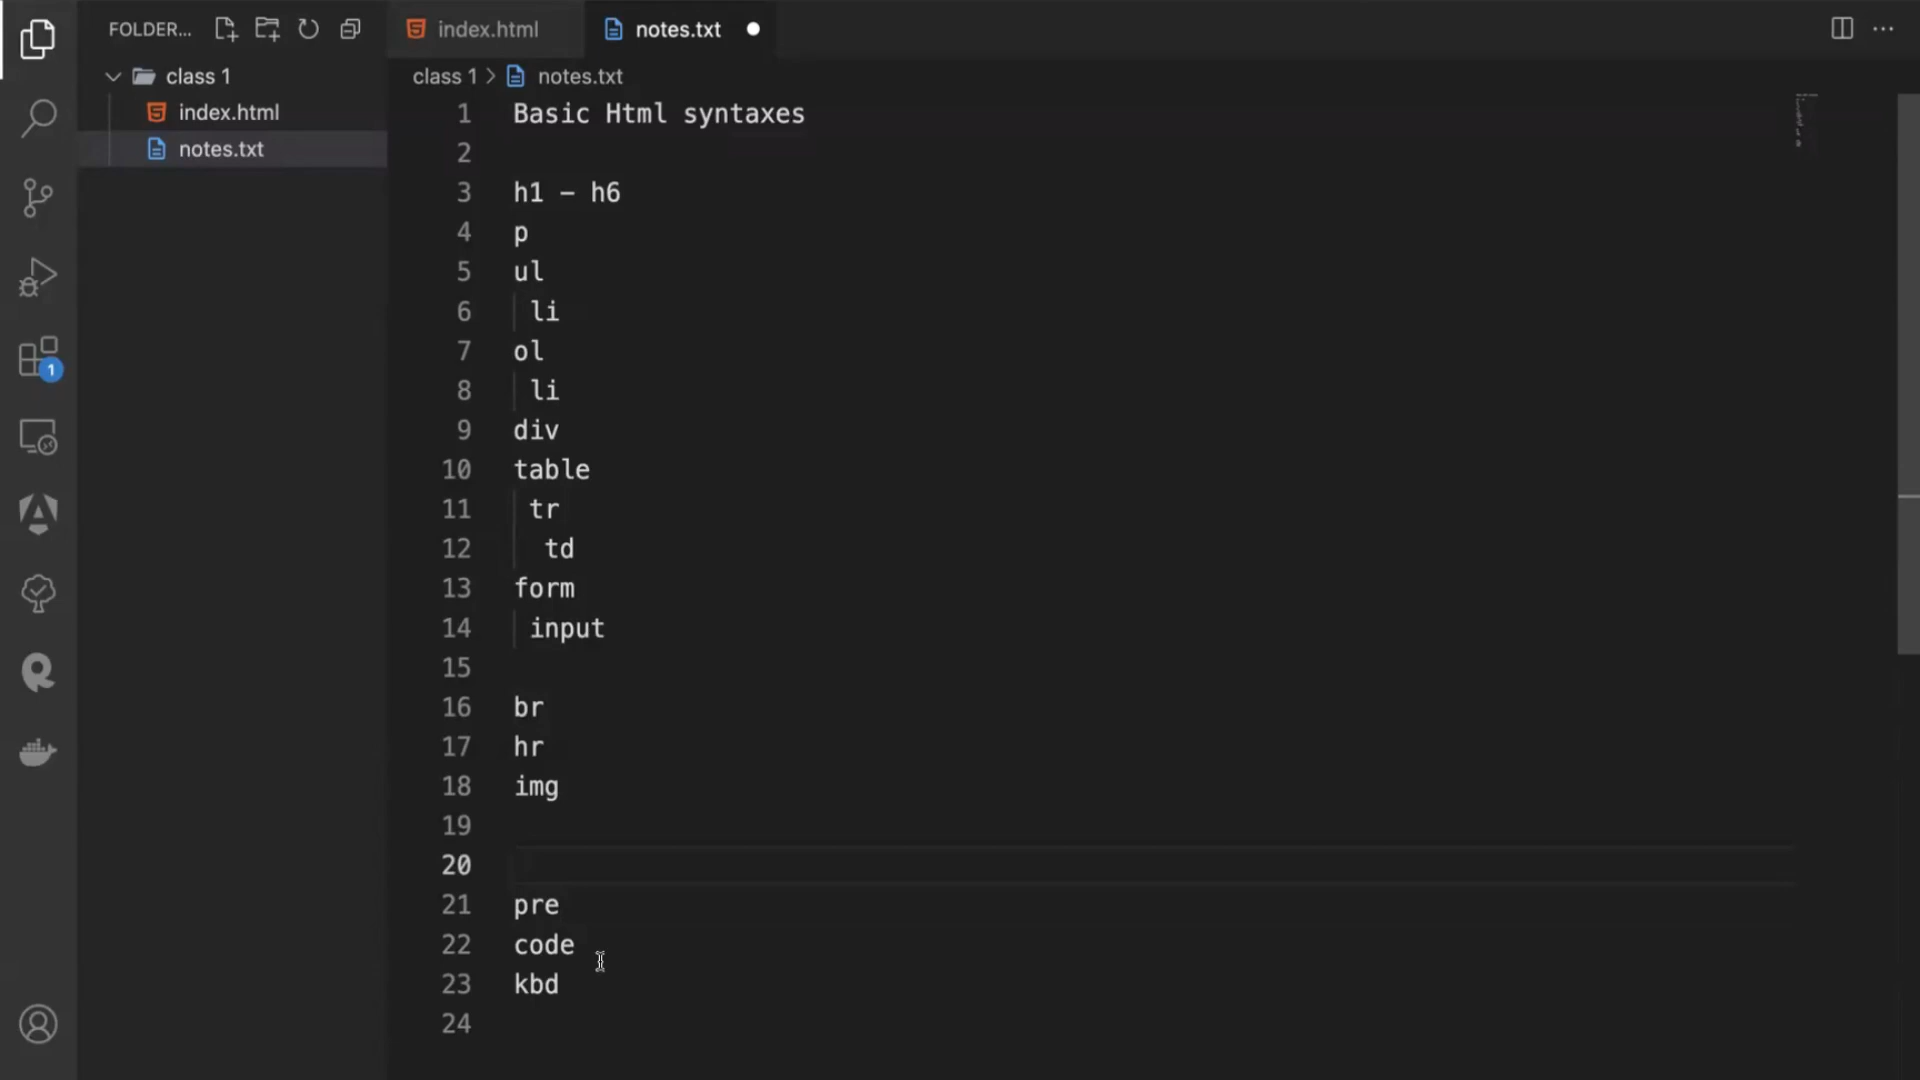 FOLDER...
index.html
notes.txt
class 1
class 1 > notes.txt
index.html
notes.txt
1
1 Basic Html syntaxes
2
3 h1 - h6
4 p
5 ul
6 li
7 ol
8 li
9 div
10 table
11 tr
12 td
13 form
14 input
15
16 br
17 hr
18 img
19
20
21 pre
22 code
23 kbd
24